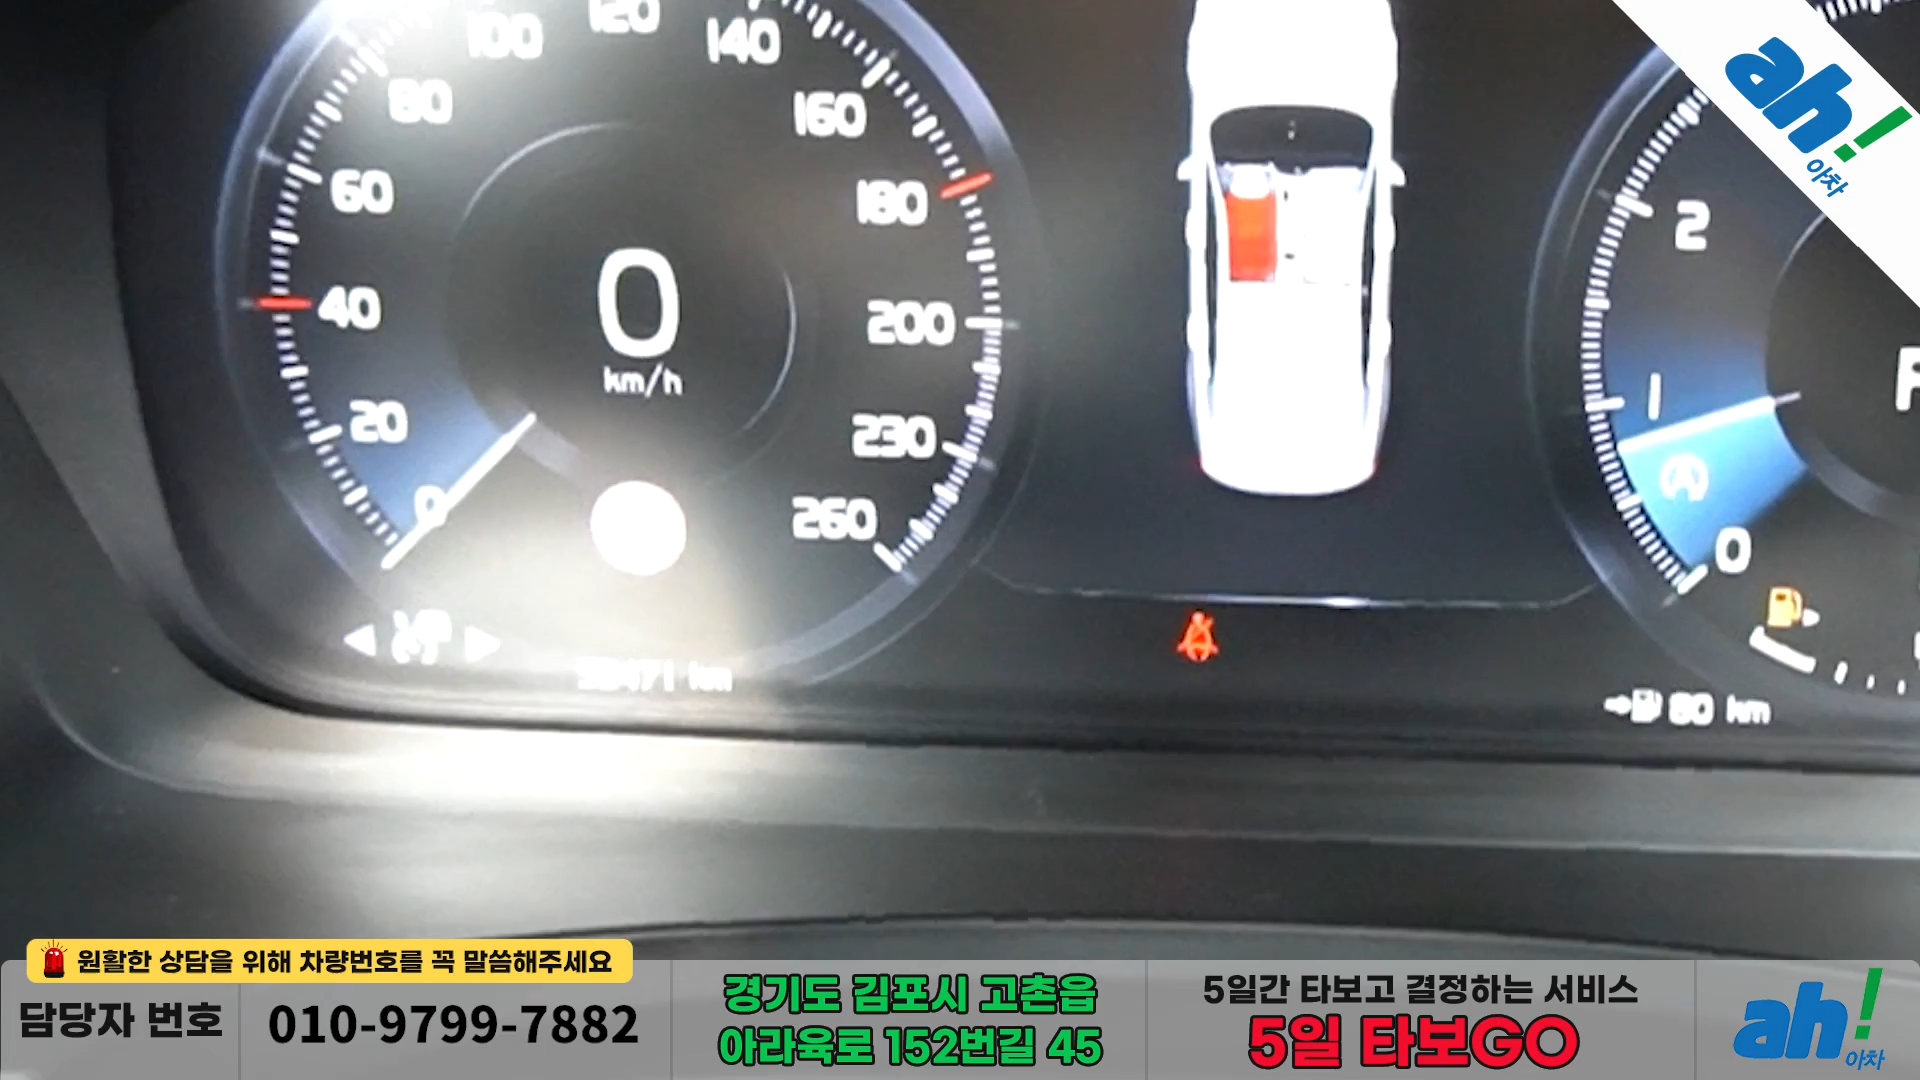 100
120
140
80
160
60
180
40
200
20
230
0
260
0
km/h
km
2
1
0
80 km
ah!
아차
원활한 상담을 위해 차량번호를 꼭 말씀해주세요
담당자 번호
010-9799-7882
경기도 김포시 고촌읍
아라육로 152번길 45
5일간 타보고 결정하는 서비스
5일 타보GO
ah!
아차